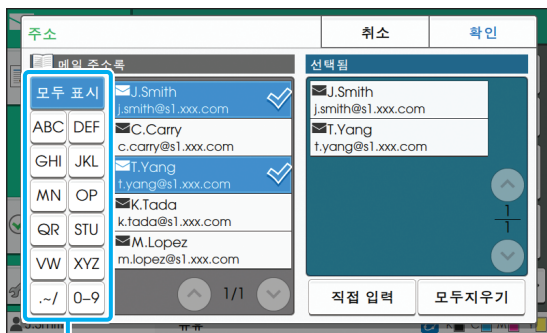 주소
취소
확인
메일 주소록
선택됨
모두 표시
ABC DEF
GHI JKL
MN OP
QR STU
VW XYZ
.~/ 0–9
J.Smith
j.smith@s1.xxx.com
C.Carry
c.carry@s1.xxx.com
T.Yang
t.yang@s1.xxx.com
K.Tada
k.tada@s1.xxx.com
M.Lopez
m.lopez@s1.xxx.com
1/1
J.Smith
j.smith@s1.xxx.com
T.Yang
t.yang@s1.xxx.com
1
1
직접 입력
모두지우기